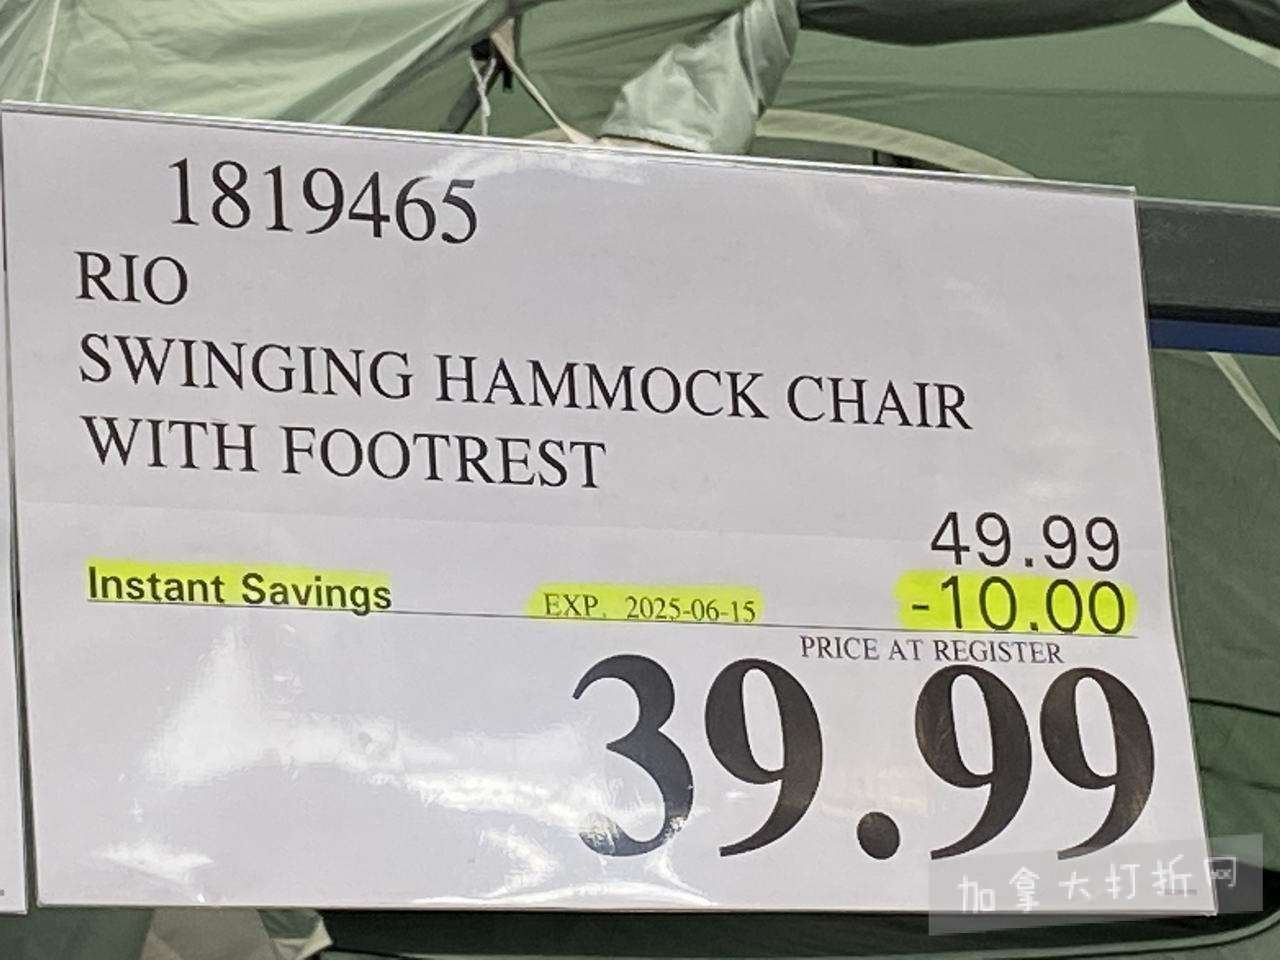 1819465
RIO
SWINGING HAMMOCK CHAIR
WITH FOOTREST
49.99
Instant Savings EXP. 2025-06-15 -10.00
PRICE AT REGISTER
39.99
加拿大打折网